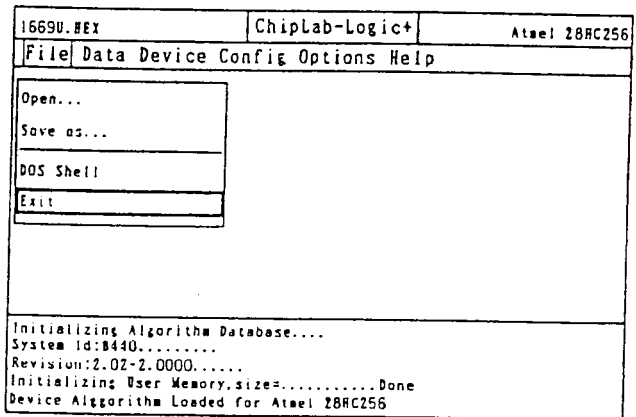 1669U.HEX ChipLab-Logic+ Atmel 28HC256
File Data Device Config Options Help
Open...
Save as...
DOS Shell
Exit
Initializing Algorithm Database....
System Id:B440.........
Revision:2.02-2.0000......
Initializing User Memory,size=...........Done
Device Algorithm Loaded for Atmel 28HC256